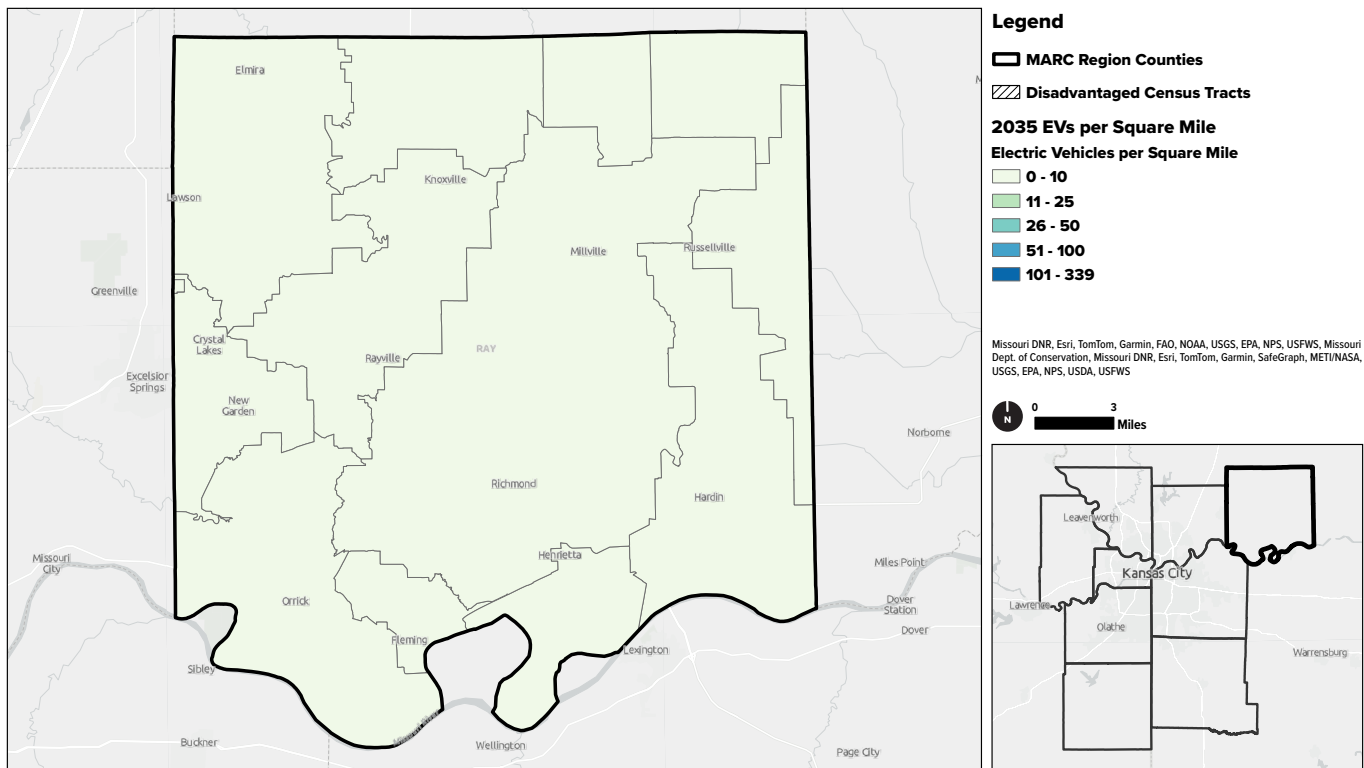 Elmira
Lawson
Knoxville
Millville
Russellville
Greenville
Crystal
Lakes
RAY
Rayville
Excelsior
Springs
New
Garden
Norborne
Richmond
Hardin
Henrietta
Missouri
City
Miles Point
Orrick
Dover
Station
Dover
Fleming
Lexington
Sibley
Missouri River
Buckner
Wellington
Page City
Legend
MARC Region Counties
Disadvantaged Census Tracts
2035 EVs per Square Mile
Electric Vehicles per Square Mile
0 - 10
11 - 25
26 - 50
51 - 100
101 - 339
Missouri DNR, Esri, TomTom, Garmin, FAO, NOAA, USGS, EPA, NPS, USFWS, Missouri
Dept. of Conservation, Missouri DNR, Esri, TomTom, Garmin, SafeGraph, METI/NASA,
USGS, EPA, NPS, USDA, USFWS
N
0 3
Miles
Leavenworth
Kansas City
Lawrence
Olathe
Warrensburg